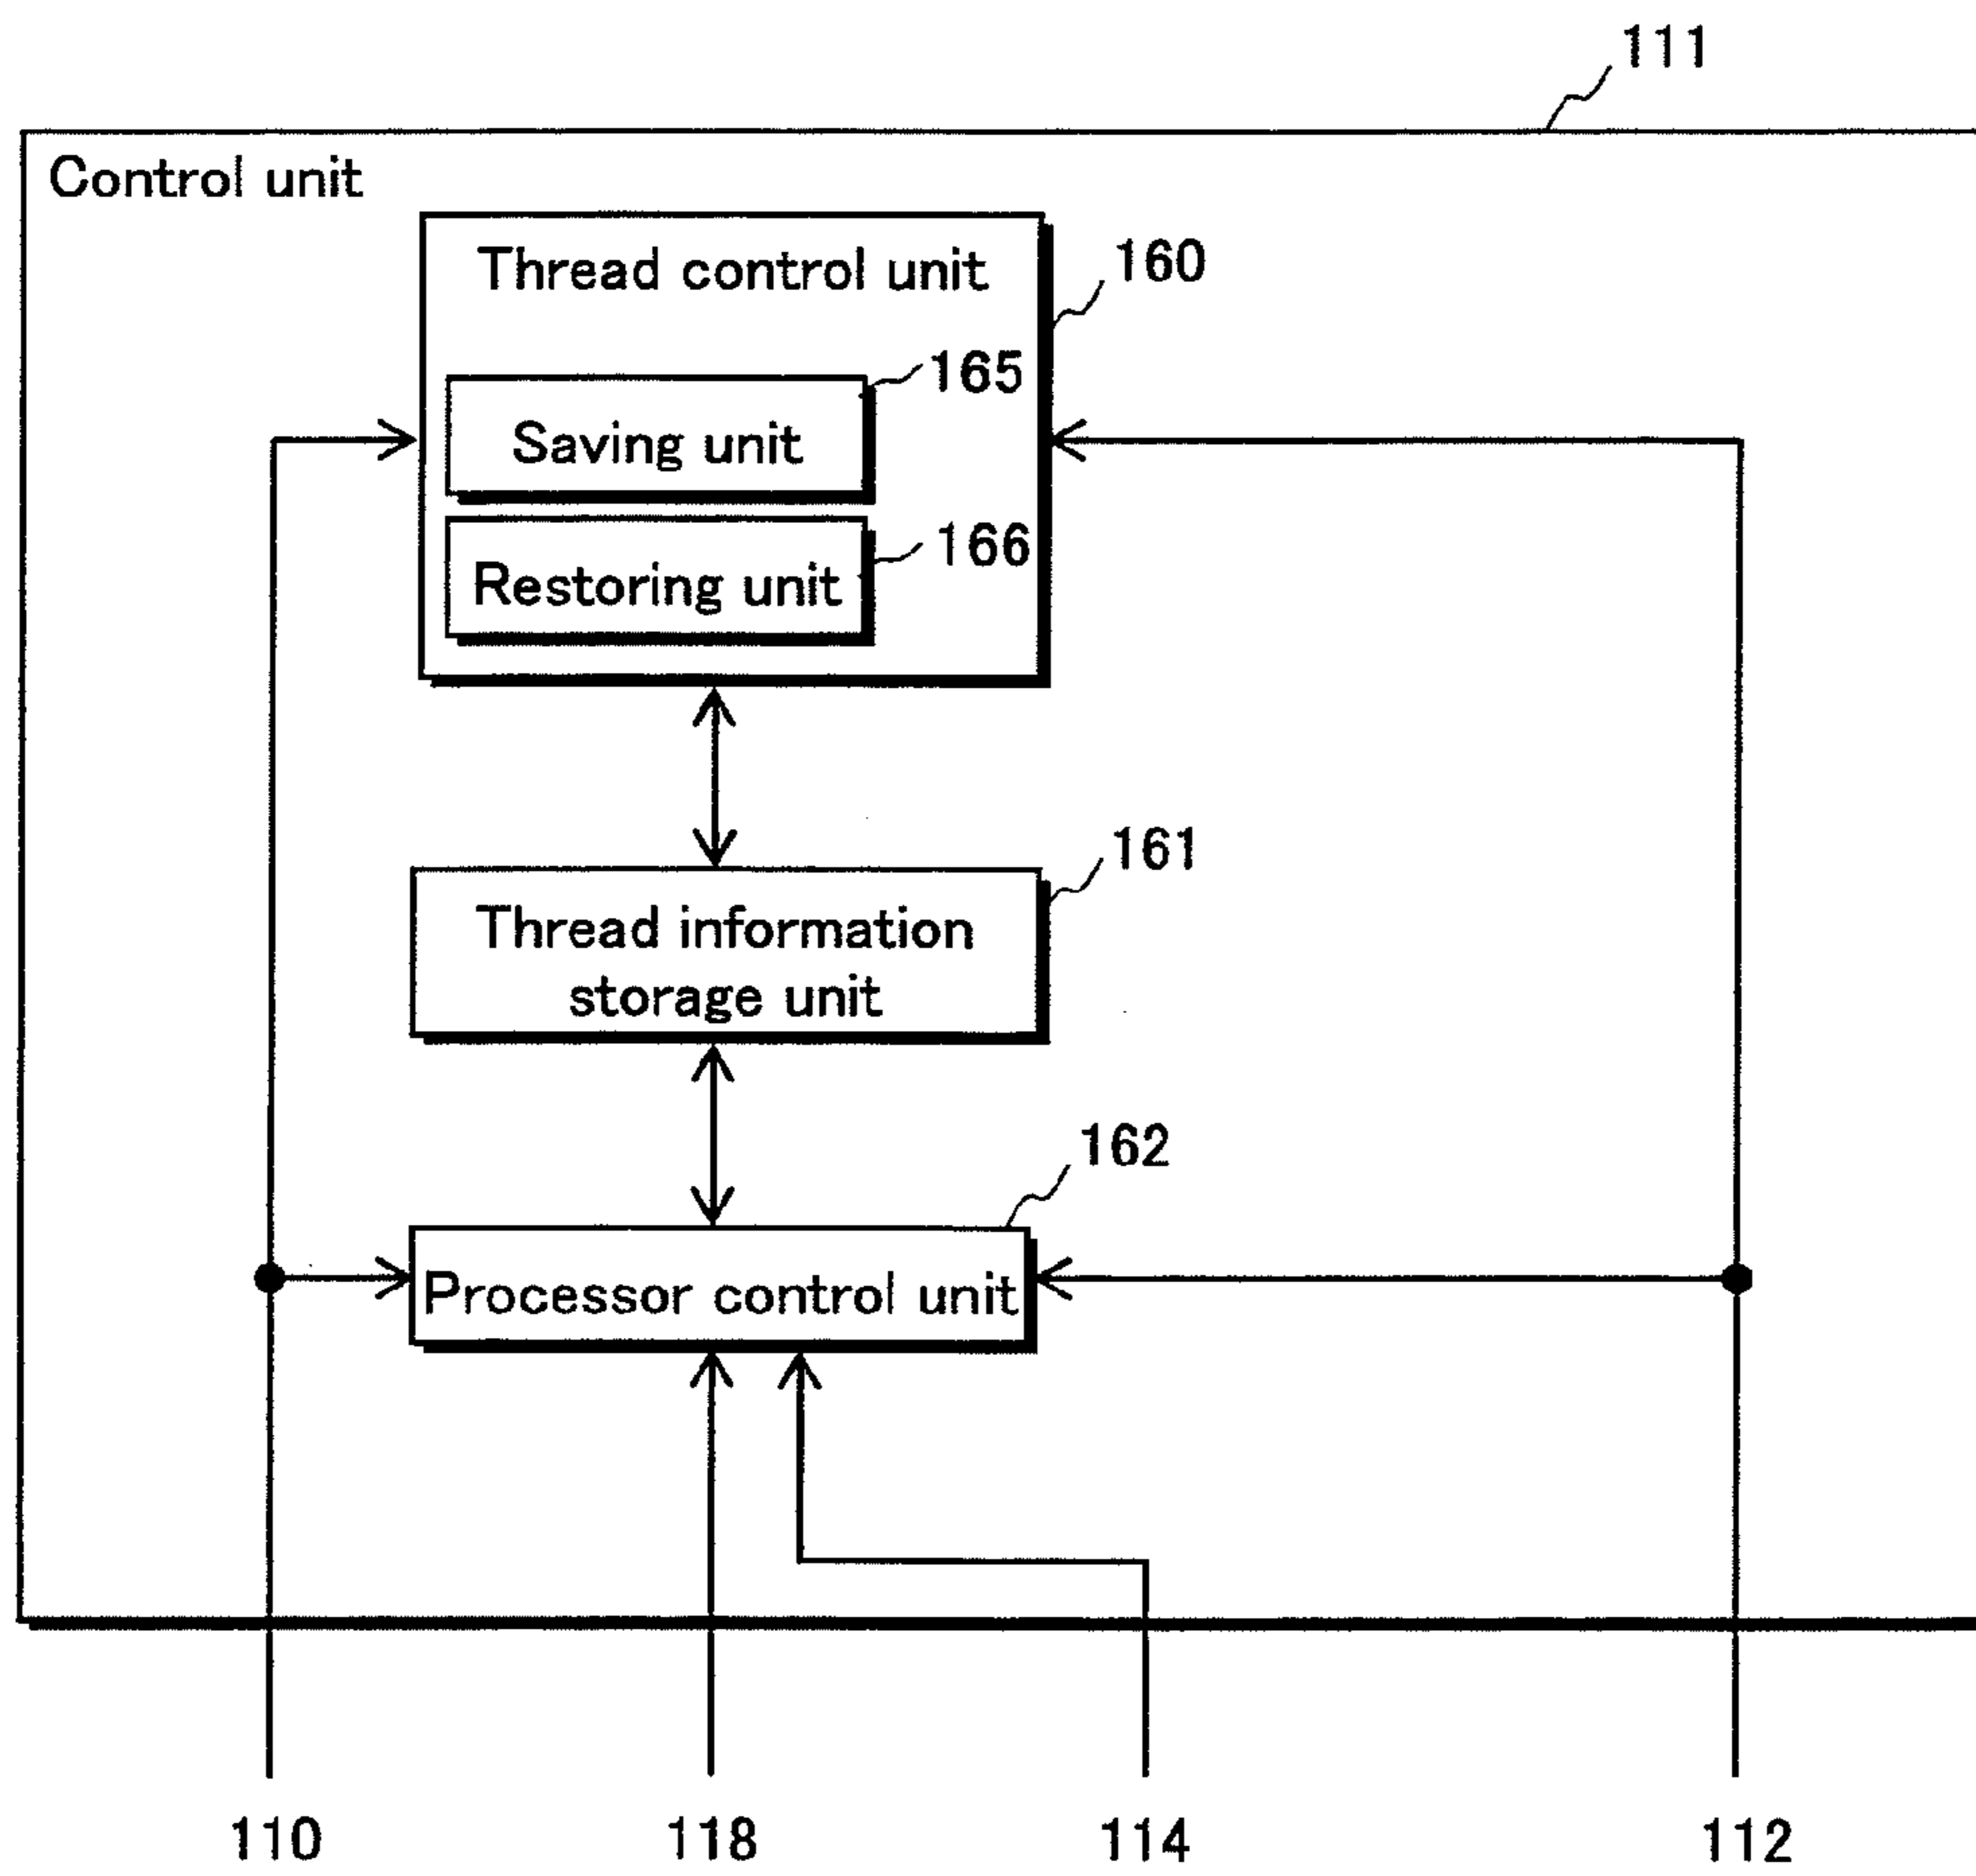 111
Control unit
Thread control unit
160
165
Saving unit
166
Restoring unit
161
Thread information
storage unit
162
Processor control unit
110
118
114
112